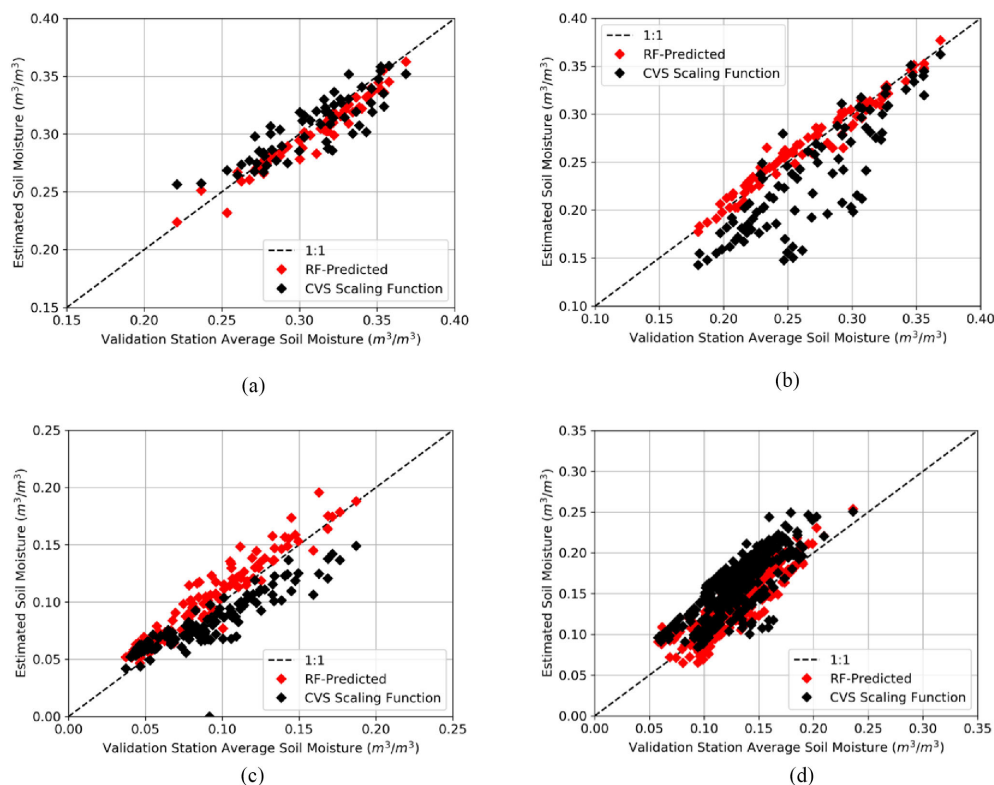 0.40
0.35
0.30
0.25
0.20
0.15
0.15 0.20 0.25 0.30 0.35 0.40
Estimated Soil Moisture (m³/m³)
Validation Station Average Soil Moisture (m³/m³)
1:1
RF-Predicted
CVS Scaling Function
(a)
0.40
0.35
0.30
0.25
0.20
0.15
0.10
0.10 0.15 0.20 0.25 0.30 0.35 0.40
Estimated Soil Moisture (m³/m³)
Validation Station Average Soil Moisture (m³/m³)
1:1
RF-Predicted
CVS Scaling Function
(b)
0.25
0.20
0.15
0.10
0.05
0.00
0.00 0.05 0.10 0.15 0.20 0.25
Estimated Soil Moisture (m³/m³)
Validation Station Average Soil Moisture (m³/m³)
1:1
RF-Predicted
CVS Scaling Function
(c)
0.35
0.30
0.25
0.20
0.15
0.10
0.05
0.00
0.00 0.05 0.10 0.15 0.20 0.25 0.30 0.35
Estimated Soil Moisture (m³/m³)
Validation Station Average Soil Moisture (m³/m³)
1:1
RF-Predicted
CVS Scaling Function
(d)